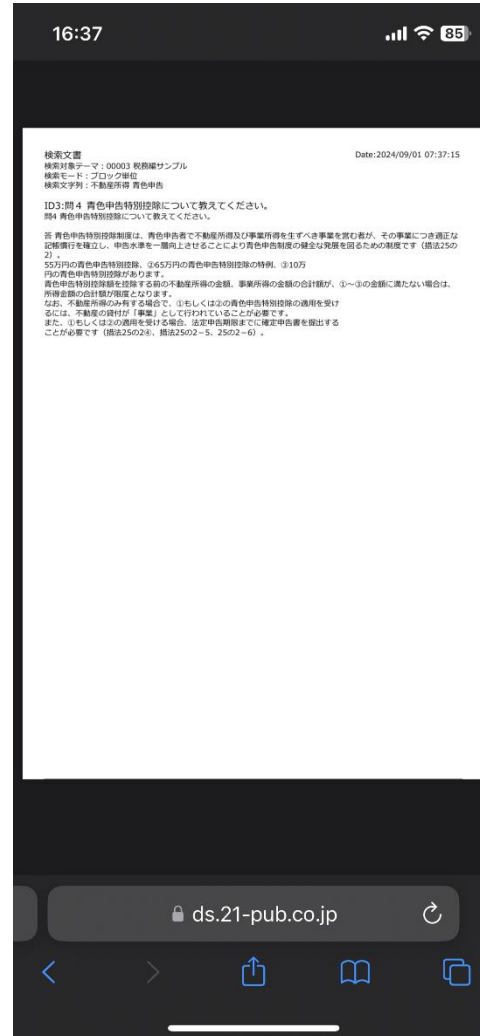 16:37
85
検索文書
Date:2024/09/01 07:37:15
検索対象テーマ：00003 税務編サンプル
検索モード：ブロック単位
検索文字列：不動産所得 青色申告
ID3:問４ 青色申告特別控除について教えてください。
問4 青色申告特別控除について教えてください。
答 青色申告特別控除制度は、青色申告者で不動産所得及び事業所得を生ずべき事業を営む者が、その事業につき適正な
記帳慣行を確立し、申告水準を一層向上させることにより青色申告制度の健全な発展を図るための制度です（措法25の
2）。
55万円の青色申告特別控除、②65万円の青色申告特別控除の特例、③10万
円の青色申告特別控除があります。
青色申告特別控除額を控除する前の不動産所得の金額、事業所得の金額の合計額が、①～③の金額に満たない場合は、
所得金額の合計額が限度となります。
なお、不動産所得のみ有する場合で、①もしくは②の青色申告特別控除の適用を受け
るには、不動産の貸付が「事業」として行われていることが必要です。
また、①もしくは②の適用を受ける場合、法定申告期限までに確定申告書を提出する
ことが必要です（措法25の2④、措法25の2－5、25の2－6）。
ds.21-pub.co.jp